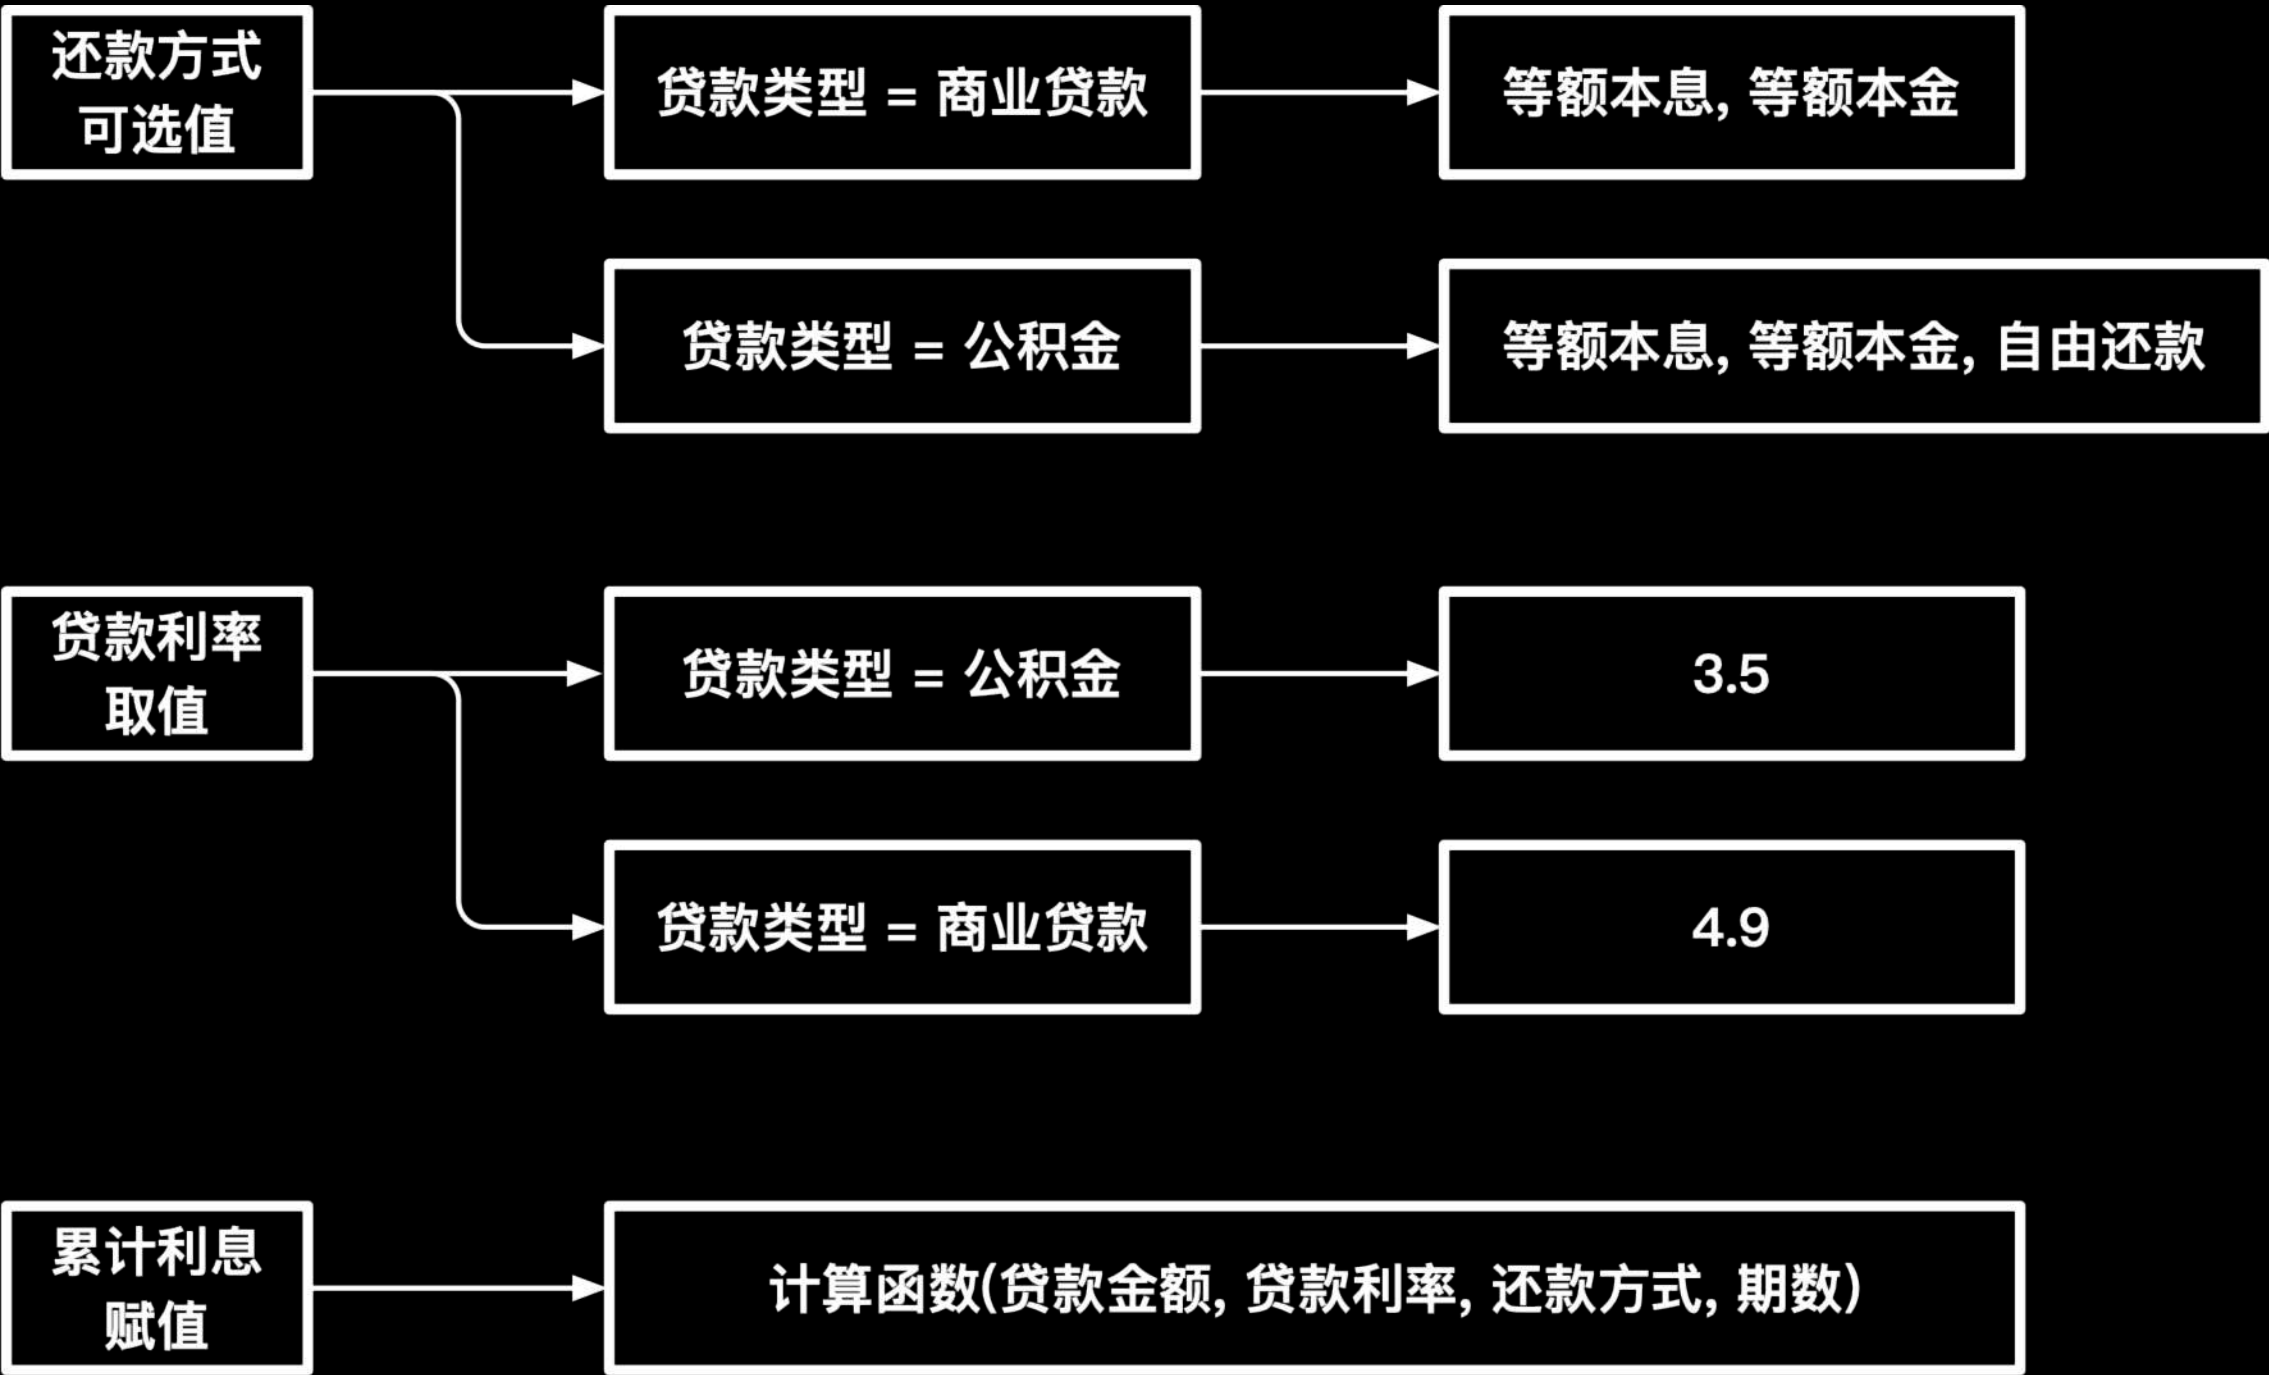 还款方式
可选值
贷款类型 = 商业贷款
等额本息, 等额本金
贷款类型 = 公积金
等额本息, 等额本金, 自由还款
贷款利率
取值
贷款类型 = 公积金
3.5
贷款类型 = 商业贷款
4.9
累计利息
赋值
计算函数(贷款金额, 贷款利率, 还款方式, 期数)